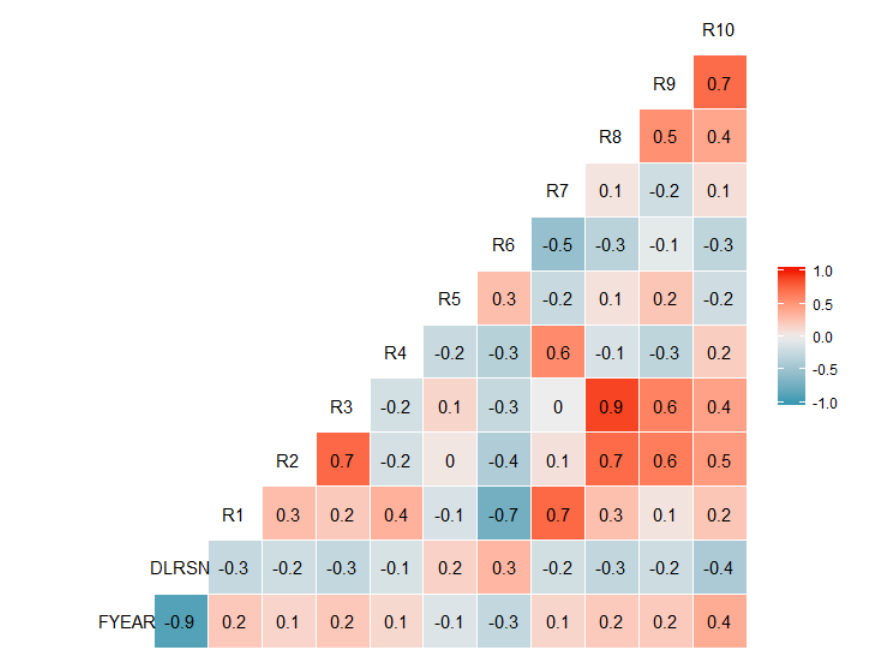 R10
R9 0.7
R8 0.5 0.4
R7 0.1 -0.2 0.1
R6 -0.5 -0.3 -0.1 -0.3
1.0
R5 0.3 -0.2 0.1 0.2 -0.2
0.5
0.0
R4 -0.2 -0.3 0.6 -0.1 -0.3 0.2
-0.5
R3 -0.2 0.1 -0.3 0 0.9 0.6 0.4
-1.0
R2 0.7 -0.2 0 -0.4 0.1 0.7 0.6 0.5
R1 0.3 0.2 0.4 -0.1 -0.7 0.7 0.3 0.1 0.2
DLRSN -0.3 -0.2 -0.3 -0.1 0.2 0.3 -0.2 -0.3 -0.2 -0.4
FYEAR -0.9 0.2 0.1 0.2 0.1 -0.1 -0.3 0.1 0.2 0.2 0.4